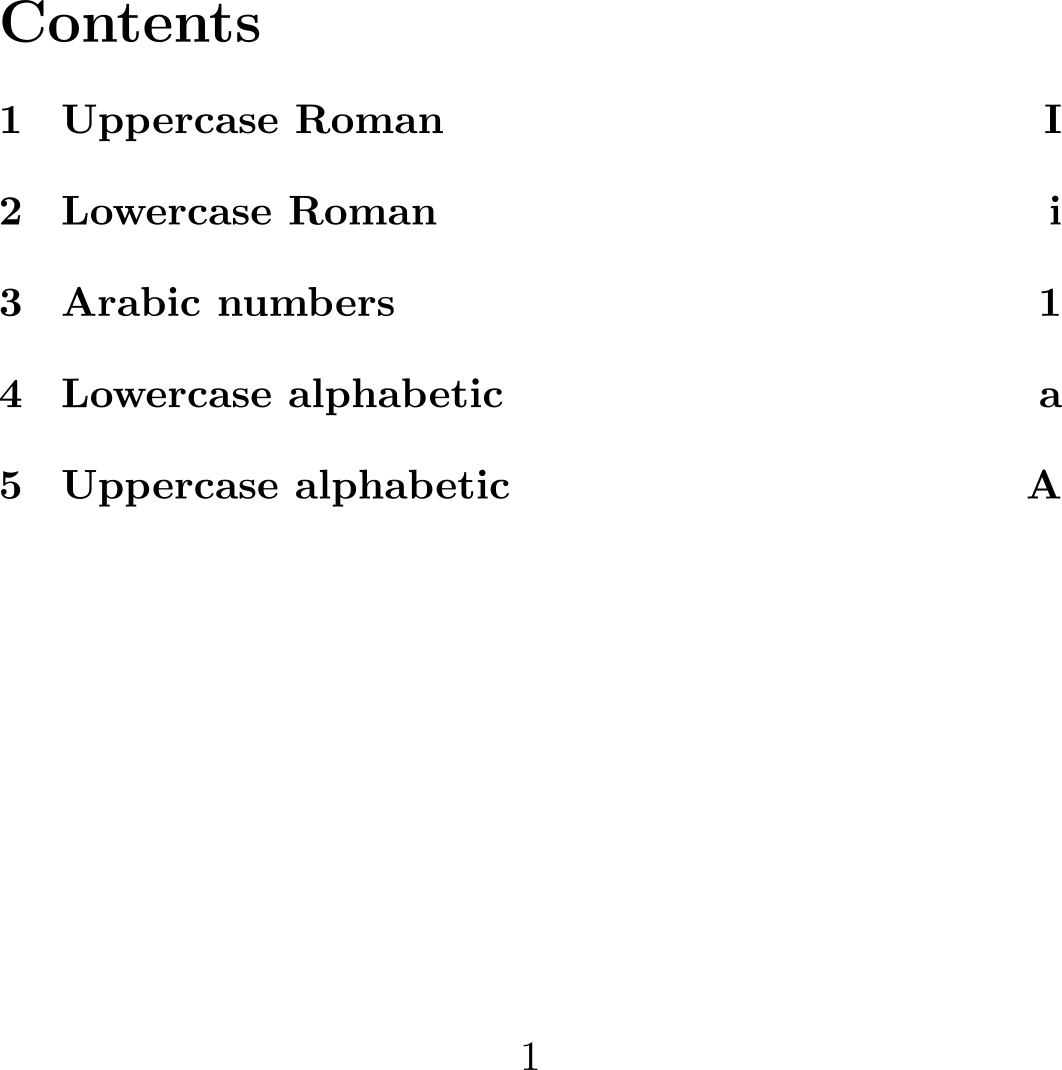 Contents
1 Uppercase Roman I
2 Lowercase Roman i
3 Arabic numbers 1
4 Lowercase alphabetic a
5 Uppercase alphabetic A
1